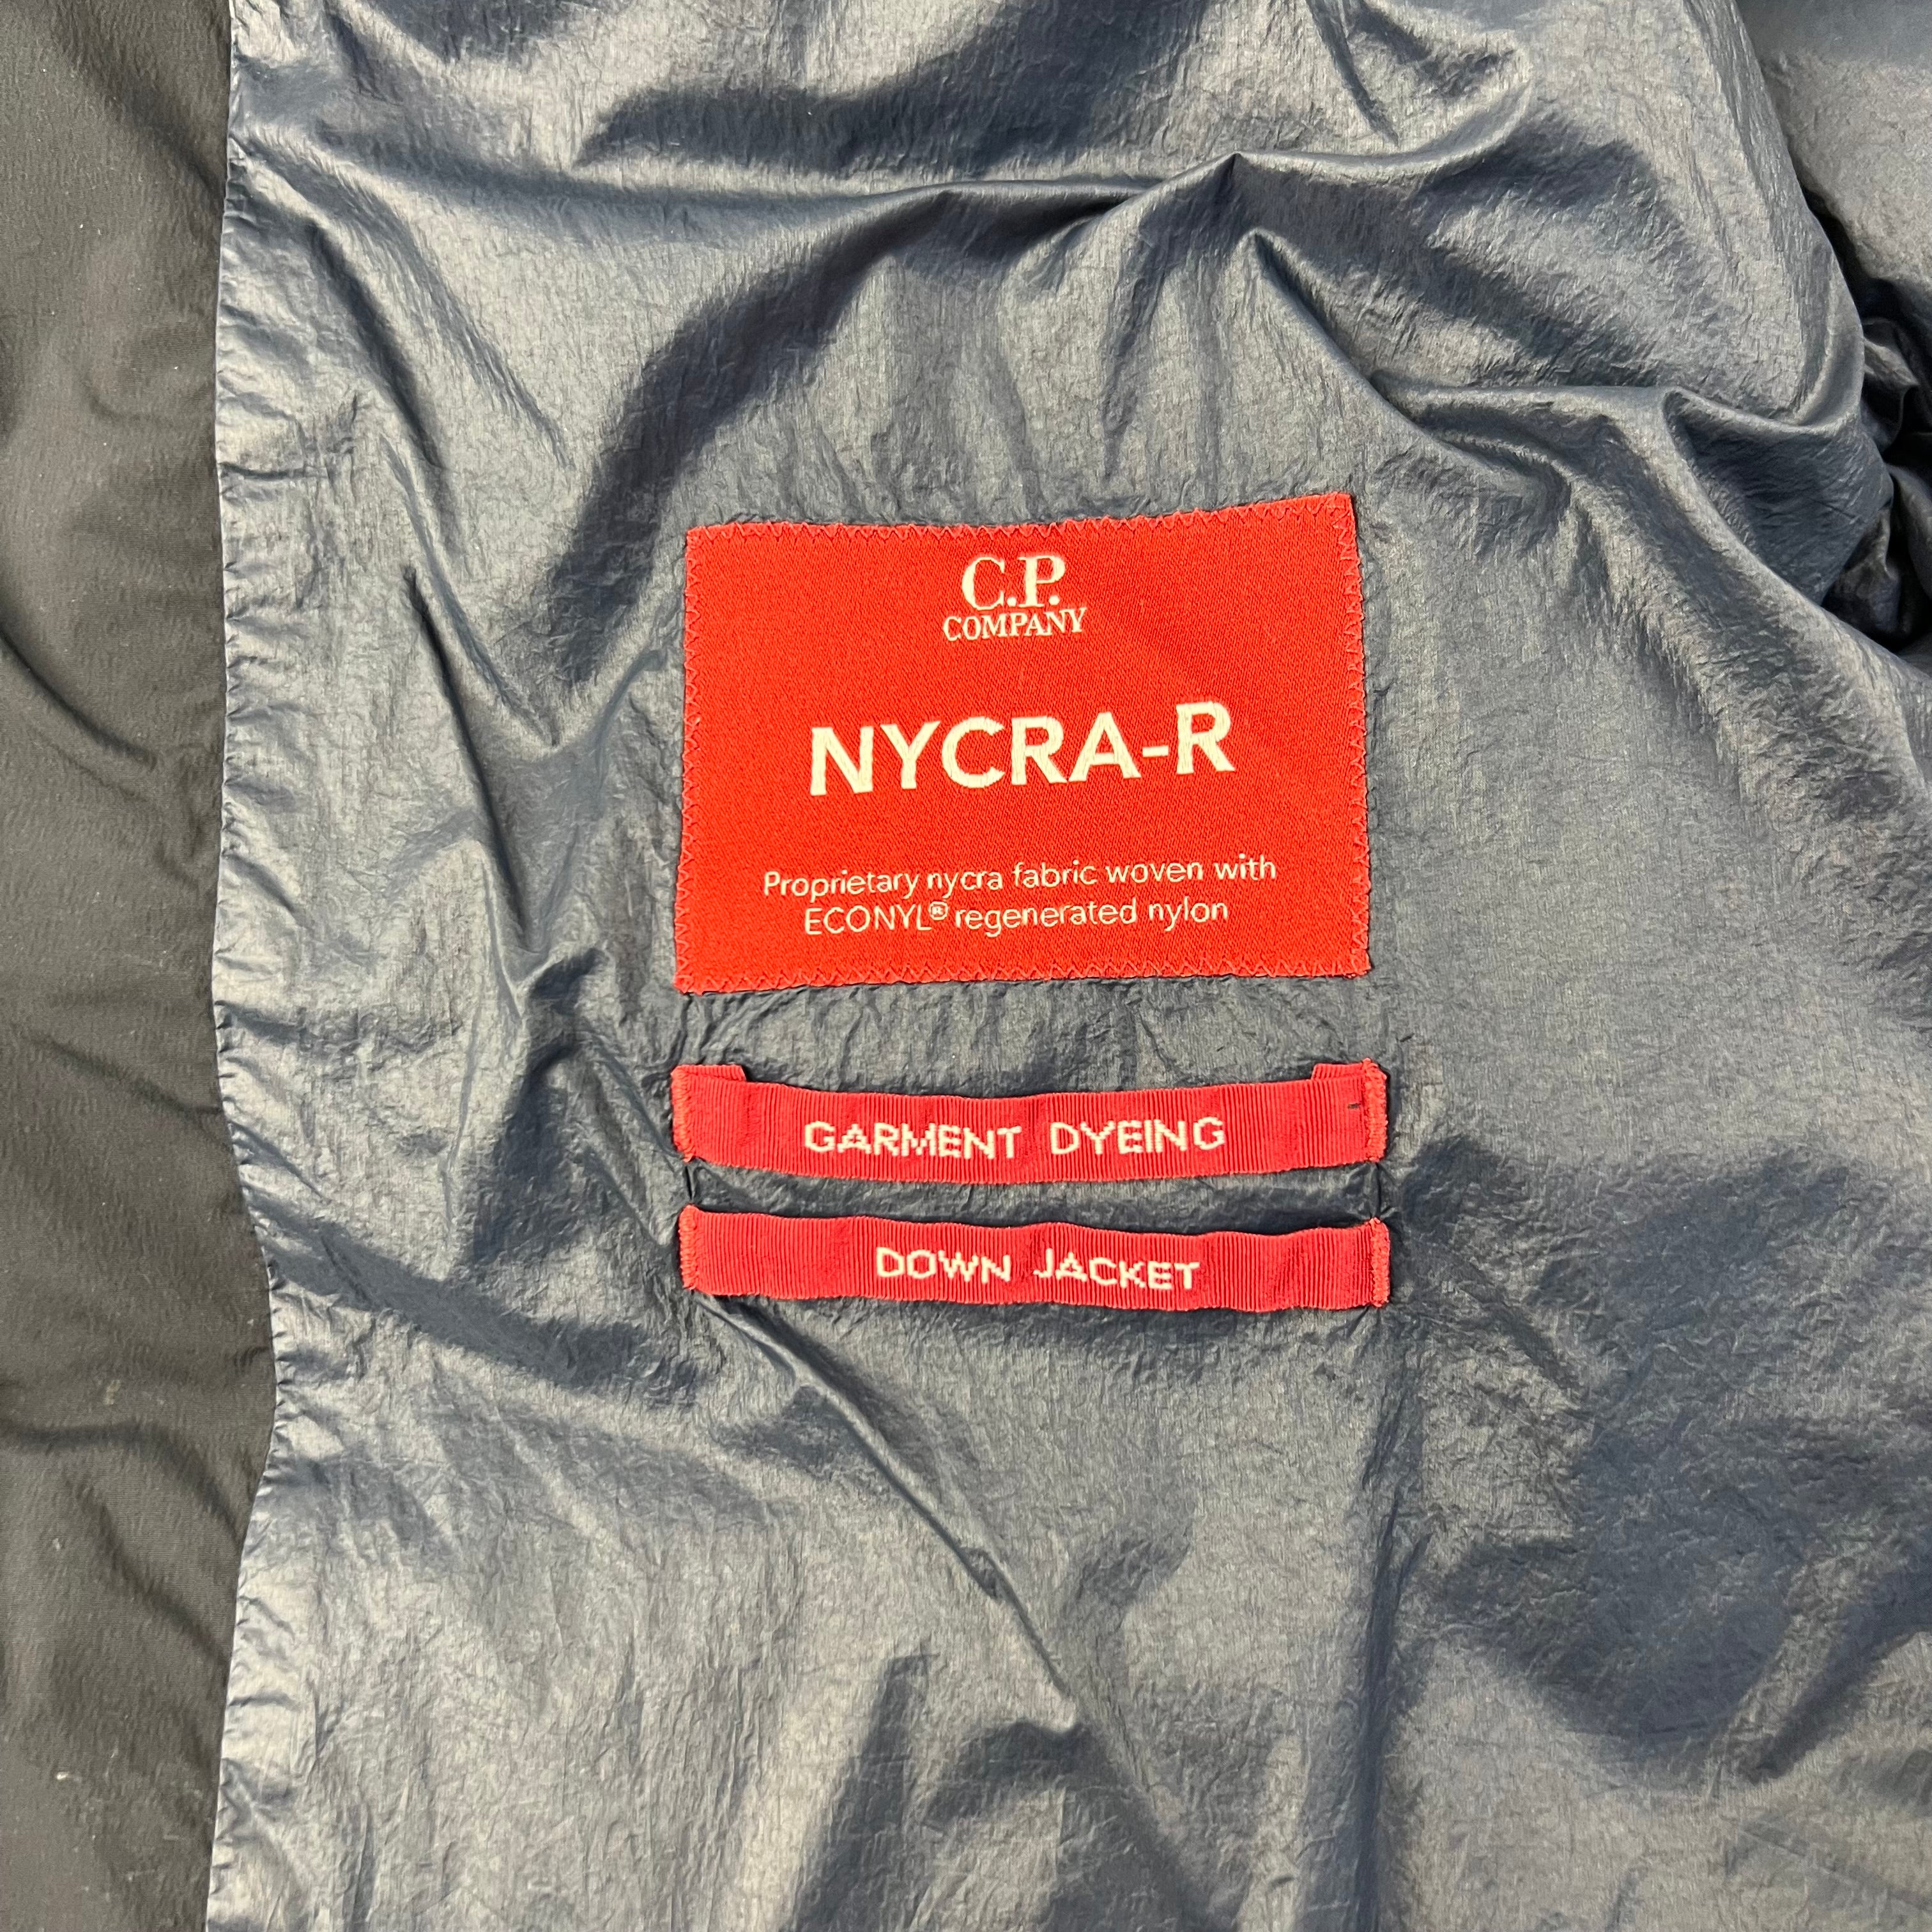 C.P.
COMPANY
NYCRA-R
Proprietary nycra fabric woven with
ECONYL® regenerated nylon
GARMENT DYEING
DOWN JACKET